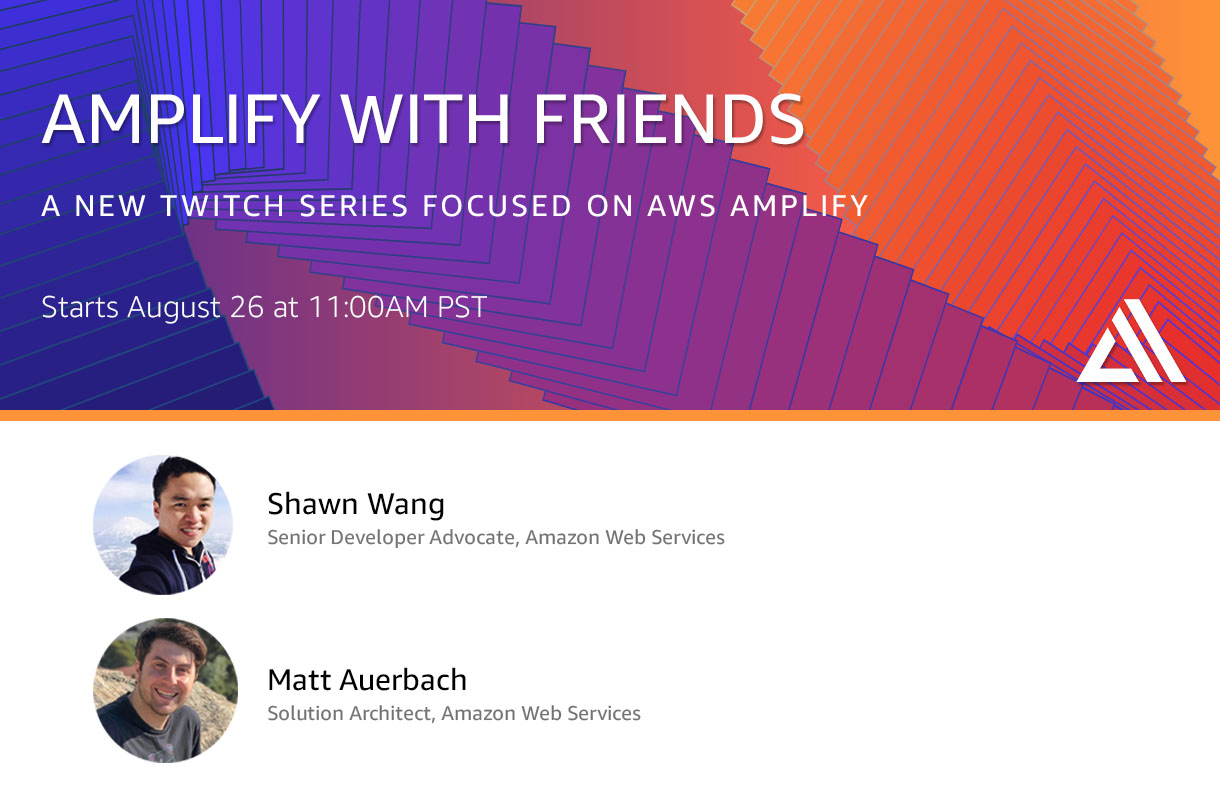 AMPLIFY WITH FRIENDS
A NEW TWITCH SERIES FOCUSED ON AWS AMPLIFY
Starts August 26 at 11:00AM PST
Shawn Wang
Senior Developer Advocate, Amazon Web Services
Matt Auerbach
Solution Architect, Amazon Web Services